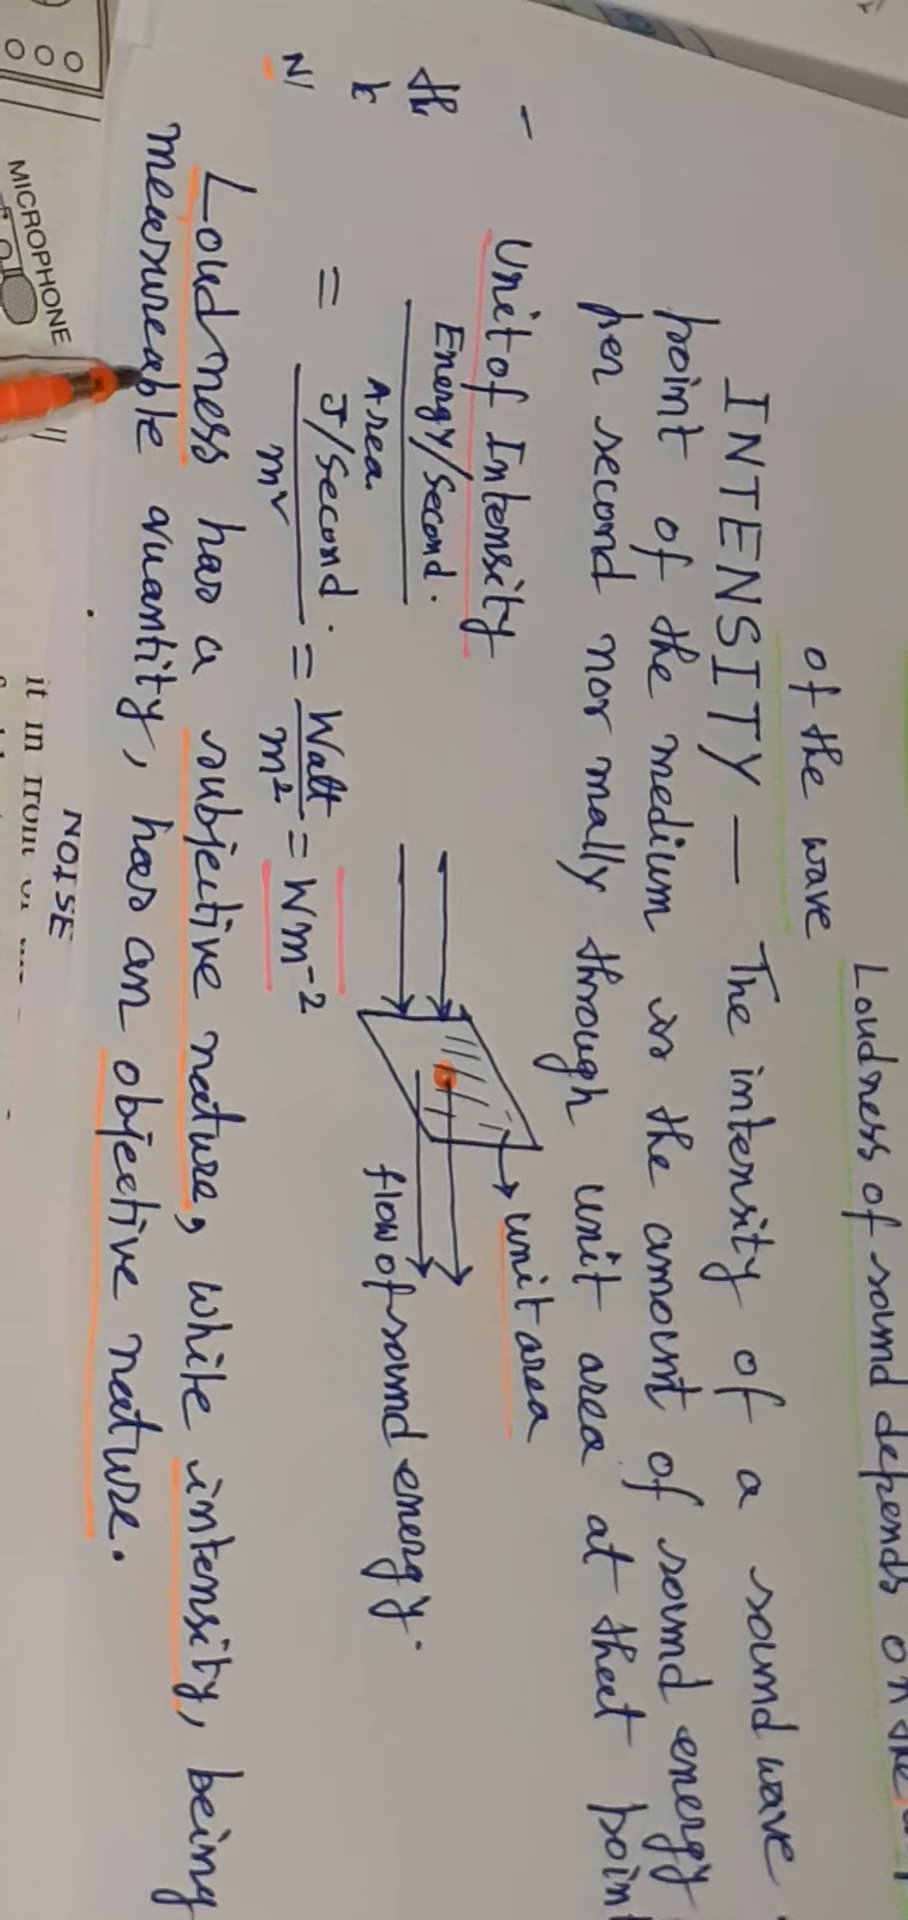 Loudness of sound depends on the
of the wave
INTENSITY — The intensity of a sound wave
point of the medium is the amount of sound energy
per second normally through unit area at that point
Unit of Intensity
Energy/second.
Area.
= J/second. / m² = Watt / m² = Wm⁻²
unit area
flow of sound energy.
Loudness has a subjective nature, while intensity, being
measureable quantity, has an objective nature.
MICROPHONE
NOISE
it in from